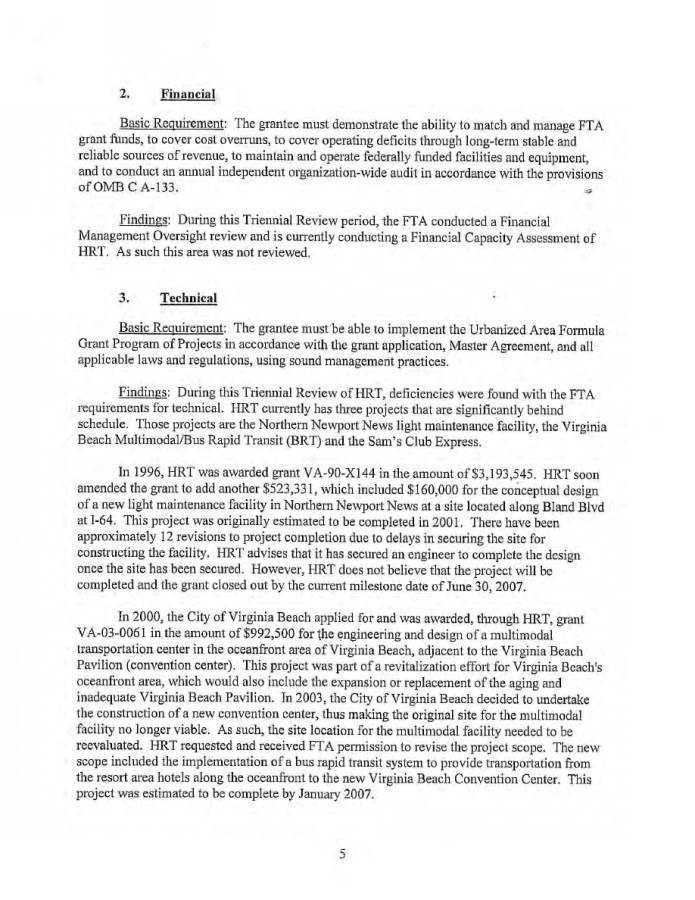 2. Financial
Basic Requirement: The grantee must demonstrate the ability to match and manage FTA
grant funds, to cover cost overruns, to cover operating deficits through long-term stable and
reliable sources of revenue, to maintain and operate federally funded facilities and equipment,
and to conduct an annual independent organization-wide audit in accordance with the provisions
of OMB C A-133.
Findings: During this Triennial Review period, the FTA conducted a Financial
Management Oversight review and is currently conducting a Financial Capacity Assessment of
HRT. As such this area was not reviewed.
3. Technical
Basic Requirement: The grantee must be able to implement the Urbanized Area Formula
Grant Program of Projects in accordance with the grant application, Master Agreement, and all
applicable laws and regulations, using sound management practices.
Findings: During this Triennial Review of HRT, deficiencies were found with the FTA
requirements for technical. HRT currently has three projects that are significantly behind
schedule. Those projects are the Northern Newport News light maintenance facility, the Virginia
Beach Multimodal/Bus Rapid Transit (BRT) and the Sam's Club Express.
In 1996, HRT was awarded grant VA-90-X144 in the amount of $3,193,545. HRT soon
amended the grant to add another $523,331, which included $160,000 for the conceptual design
of a new light maintenance facility in Northern Newport News at a site located along Bland Blvd
at I-64. This project was originally estimated to be completed in 2001. There have been
approximately 12 revisions to project completion due to delays in securing the site for
constructing the facility. HRT advises that it has secured an engineer to complete the design
once the site has been secured. However, HRT does not believe that the project will be
completed and the grant closed out by the current milestone date of June 30, 2007.
In 2000, the City of Virginia Beach applied for and was awarded, through HRT, grant
VA-03-0061 in the amount of $992,500 for the engineering and design of a multimodal
transportation center in the oceanfront area of Virginia Beach, adjacent to the Virginia Beach
Pavilion (convention center). This project was part of a revitalization effort for Virginia Beach's
oceanfront area, which would also include the expansion or replacement of the aging and
inadequate Virginia Beach Pavilion. In 2003, the City of Virginia Beach decided to undertake
the construction of a new convention center, thus making the original site for the multimodal
facility no longer viable. As such, the site location for the multimodal facility needed to be
reevaluated. HRT requested and received FTA permission to revise the project scope. The new
scope included the implementation of a bus rapid transit system to provide transportation from
the resort area hotels along the oceanfront to the new Virginia Beach Convention Center. This
project was estimated to be complete by January 2007.
5